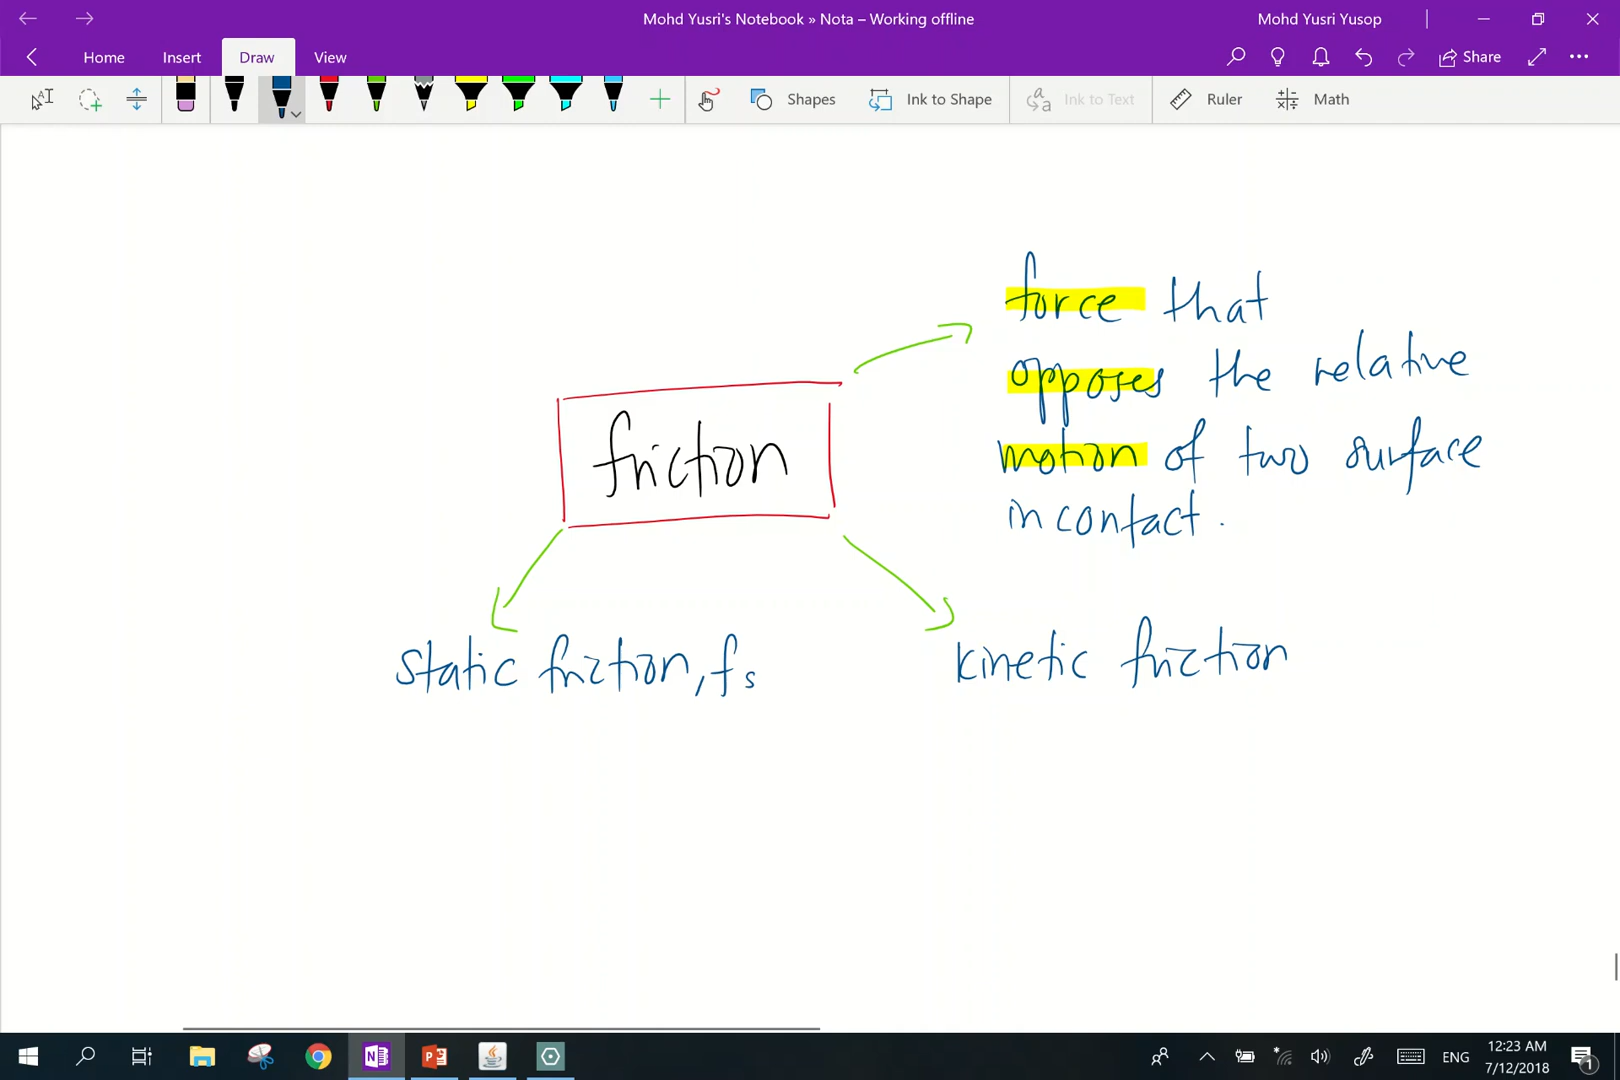 Mohd Yusri's Notebook » Nota – Working offline
Mohd Yusri Yusop
Home
Insert
Draw
View
Share
Shapes
Ink to Shape
Ink to Text
Ruler
Math
force that
opposes the relative
motion of two surface
in contact.
friction
static friction, fs
kinetic friction
ENG
12:23 AM
7/12/2018
1